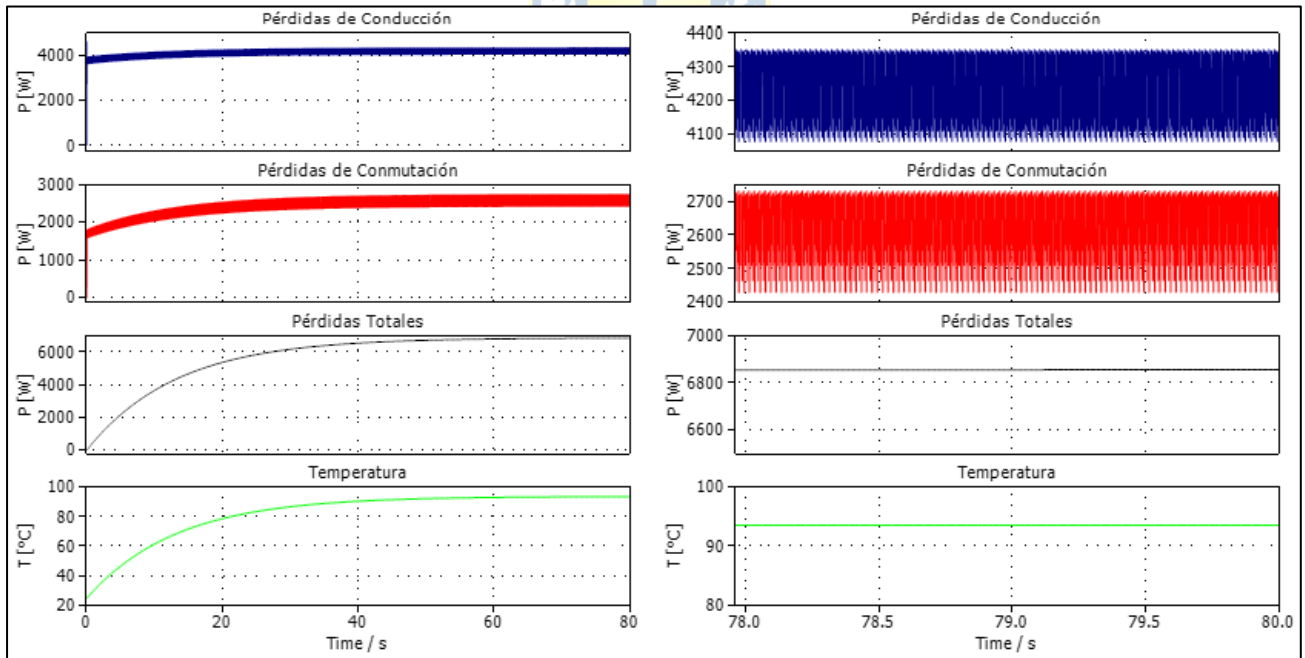 Pérdidas de Conducción
P [W]
4000
2000
0
Pérdidas de Conmutación
P [W]
3000
2000
1000
0
Pérdidas Totales
P [W]
6000
4000
2000
0
Temperatura
T [ºC]
100
80
60
40
20
0 20 40 60 80
Time / s
Pérdidas de Conducción
P [W]
4400
4300
4200
4100
Pérdidas de Conmutación
P [W]
2700
2600
2500
2400
Pérdidas Totales
P [W]
7000
6800
6600
Temperatura
T [ºC]
100
90
80
78.0 78.5 79.0 79.5 80.0
Time / s